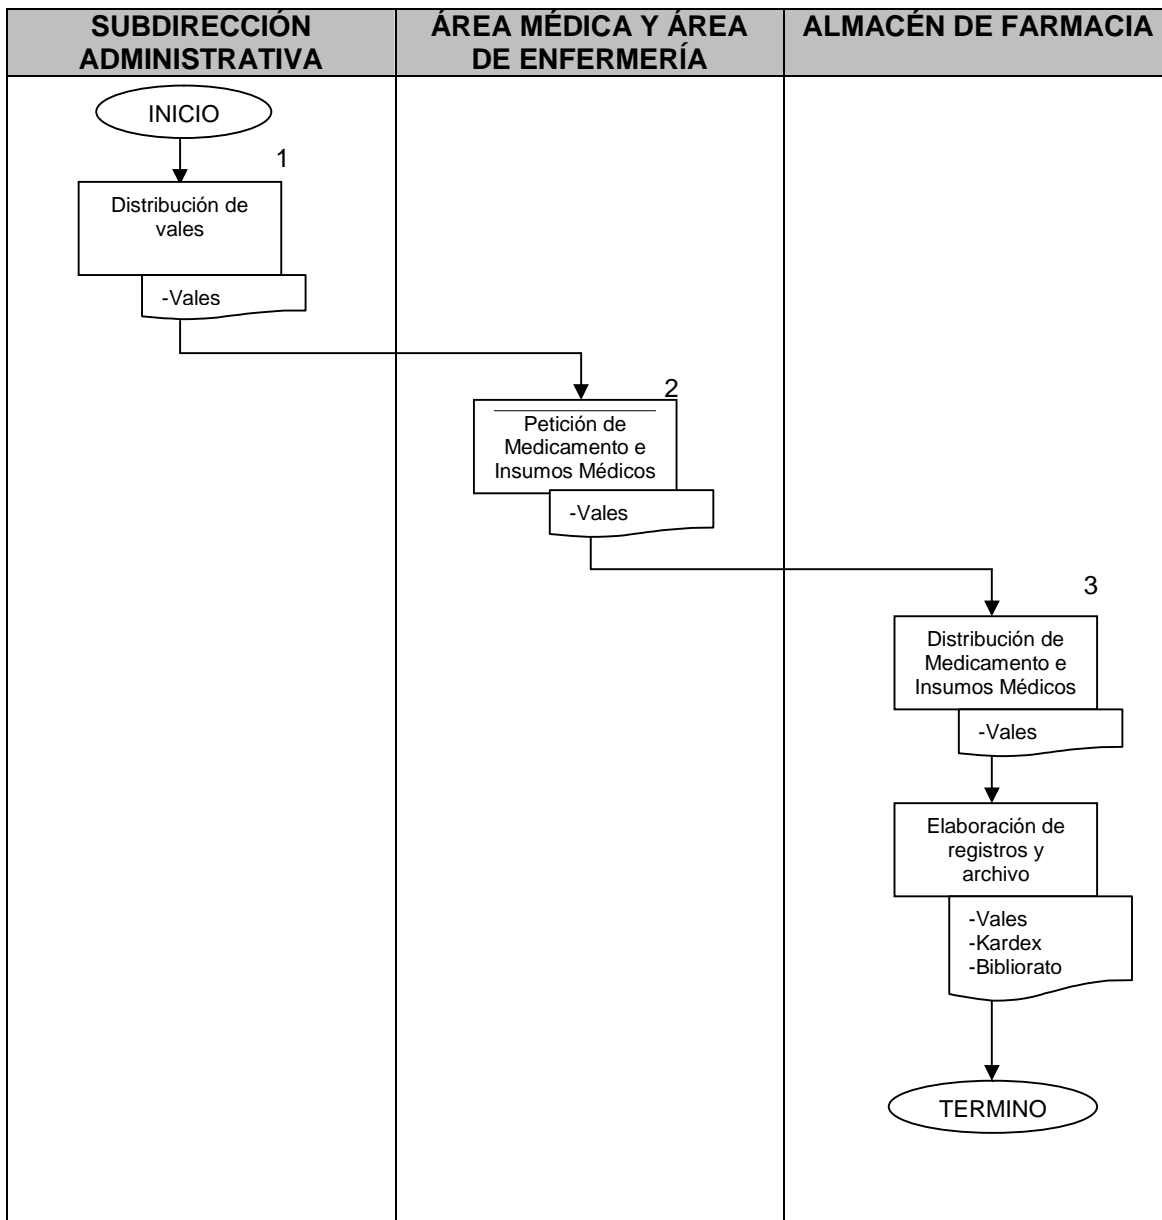 SUBDIRECCIÓN
ADMINISTRATIVA
ÁREA MÉDICA Y ÁREA
DE ENFERMERÍA
ALMACÉN DE FARMACIA
INICIO
1
Distribución de
vales
-Vales
2
Petición de
Medicamento e
Insumos Médicos
-Vales
3
Distribución de
Medicamento e
Insumos Médicos
-Vales
Elaboración de
registros y
archivo
-Vales
-Kardex
-Bibliorato
TERMINO